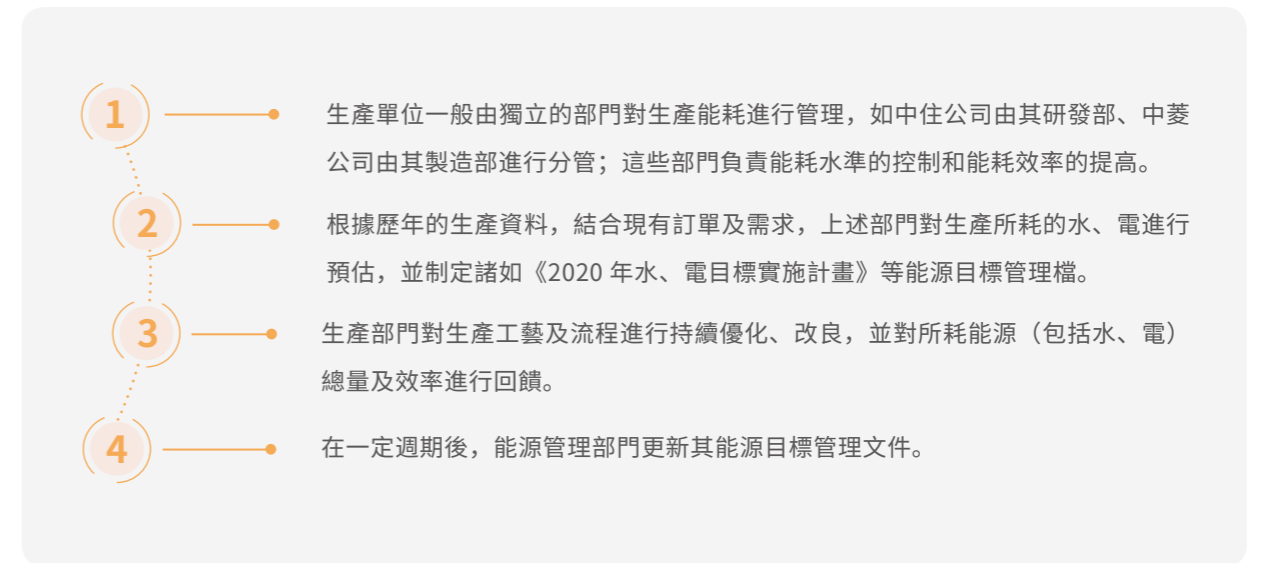 1
生產單位一般由獨立的部門對生產能耗進行管理，如中住公司由其研發部、中菱
公司由其製造部進行分管；這些部門負責能耗水準的控制和能耗效率的提高。
2
根據歷年的生產資料，結合現有訂單及需求，上述部門對生產所耗的水、電進行
預估，並制定諸如《2020 年水、電目標實施計畫》等能源目標管理檔。
3
生產部門對生產工藝及流程進行持續優化、改良，並對所耗能源（包括水、電）
總量及效率進行回饋。
4
在一定週期後，能源管理部門更新其能源目標管理文件。